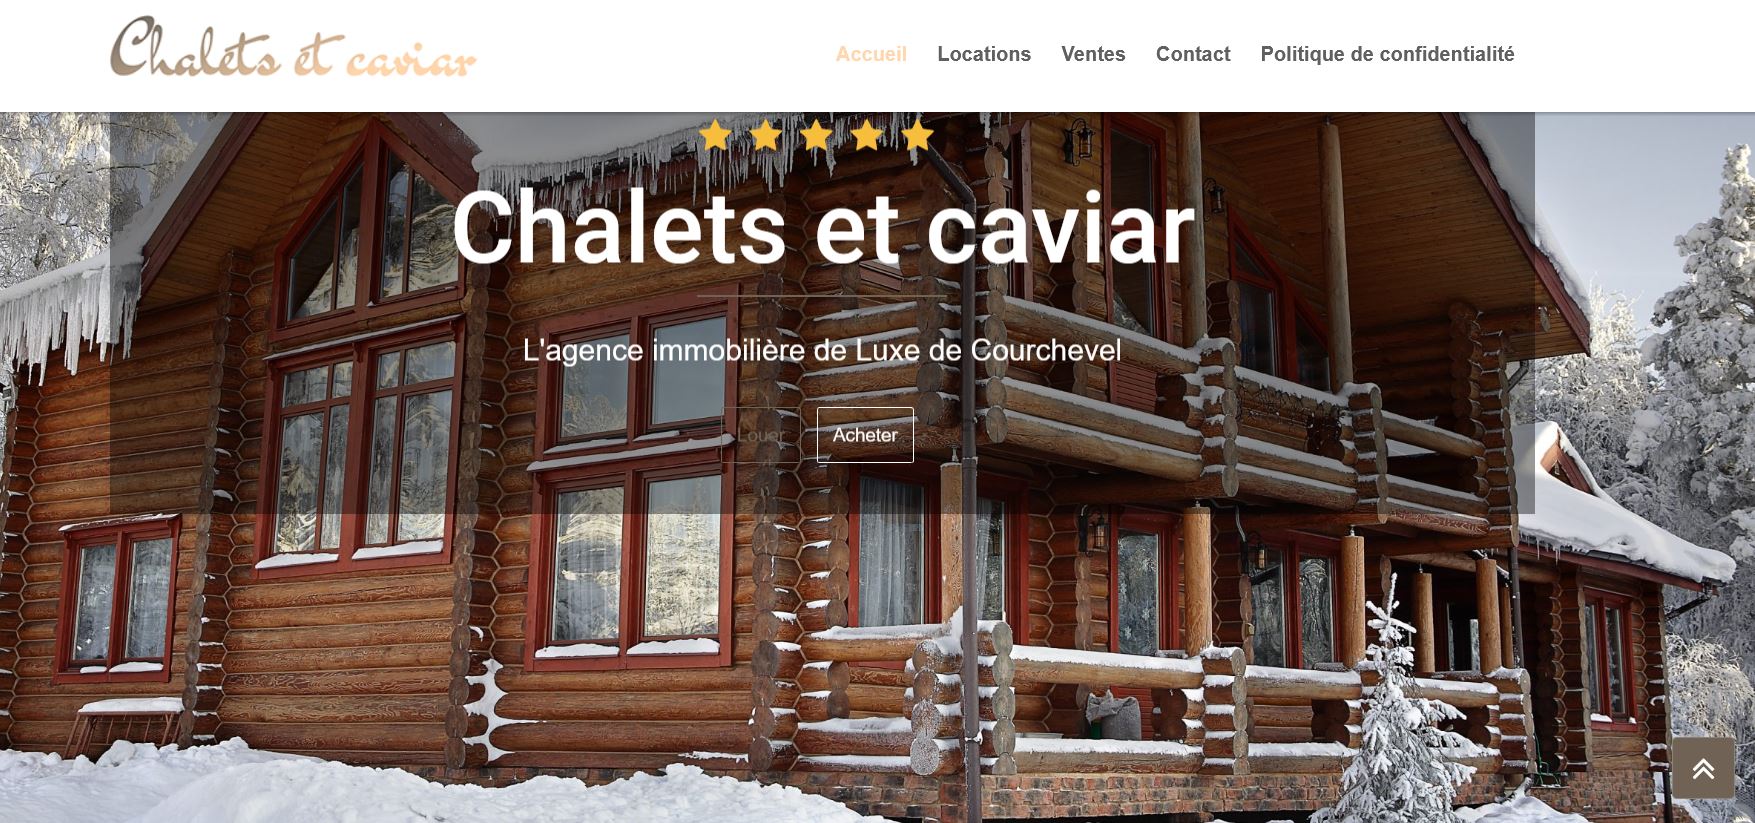 Chalets et caviar
Accueil Locations Ventes Contact Politique de confidentialité
Chalets et caviar
L'agence immobilière de Luxe de Courchevel
Louer Acheter